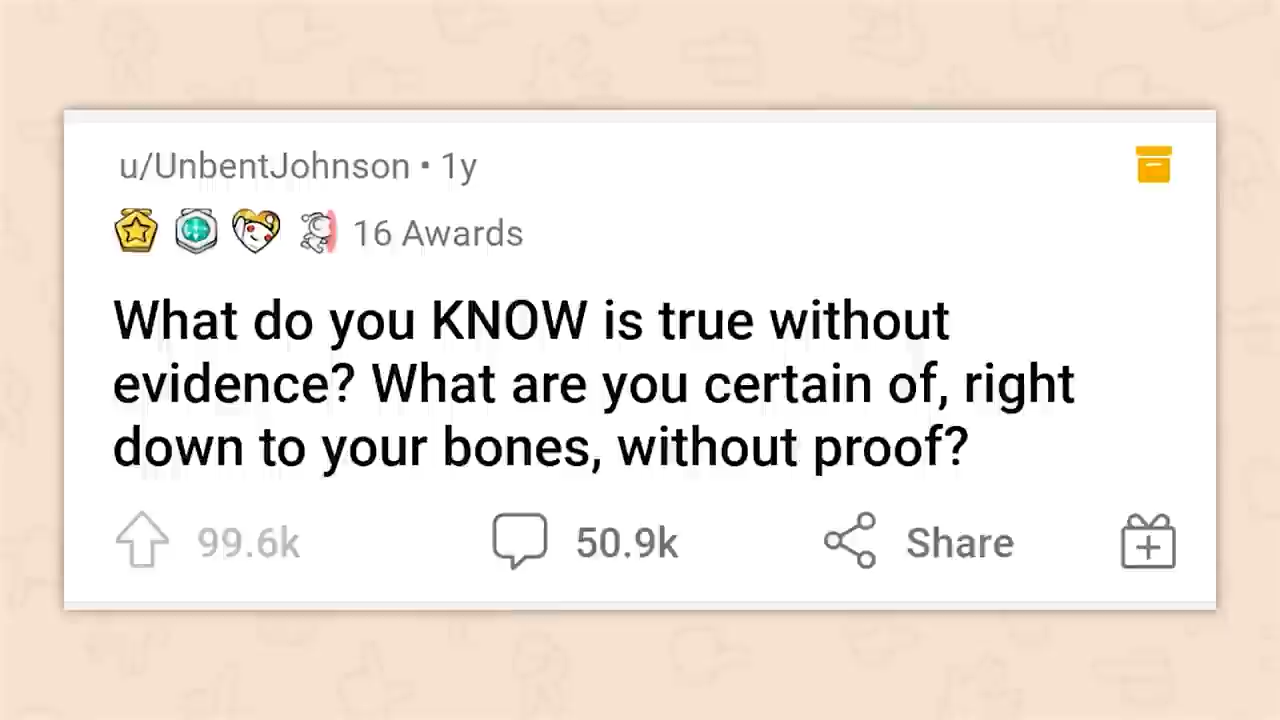 u/UnbentJohnson • 1y
16 Awards
What do you KNOW is true without
evidence? What are you certain of, right
down to your bones, without proof?
99.6k 50.9k Share